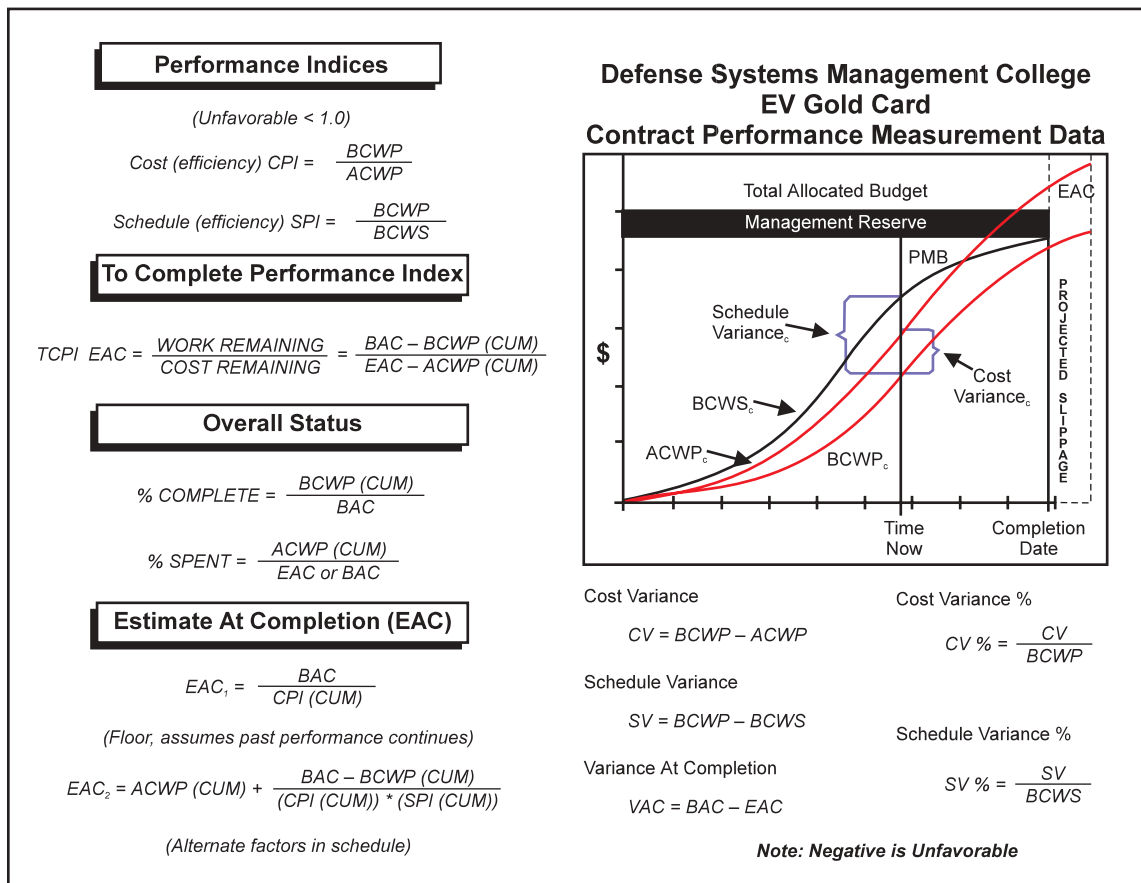 Performance Indices
(Unfavorable < 1.0)
Cost (efficiency) CPI = BCWP
ACWP
Schedule (efficiency) SPI = BCWP
BCWS
To Complete Performance Index
TCPI EAC = WORK REMAINING = BAC – BCWP (CUM)
COST REMAINING EAC – ACWP (CUM)
Overall Status
% COMPLETE = BCWP (CUM)
BAC
% SPENT = ACWP (CUM)
EAC or BAC
Estimate At Completion (EAC)
EAC₁ = BAC
CPI (CUM)
(Floor, assumes past performance continues)
EAC₂ = ACWP (CUM) + BAC – BCWP (CUM)
(CPI (CUM)) * (SPI (CUM))
(Alternate factors in schedule)
Defense Systems Management College
EV Gold Card
Contract Performance Measurement Data
Total Allocated Budget
EAC
Management Reserve
PMB
Schedule
Variancec
$
Cost
Variancec
BCWSc
ACWPc
BCWPc
PROJECTED SLIPPAGE
Time
Now
Completion
Date
Cost Variance
CV = BCWP – ACWP
Schedule Variance
SV = BCWP – BCWS
Variance At Completion
VAC = BAC – EAC
Cost Variance %
CV % = CV
BCWP
Schedule Variance %
SV % = SV
BCWS
Note: Negative is Unfavorable